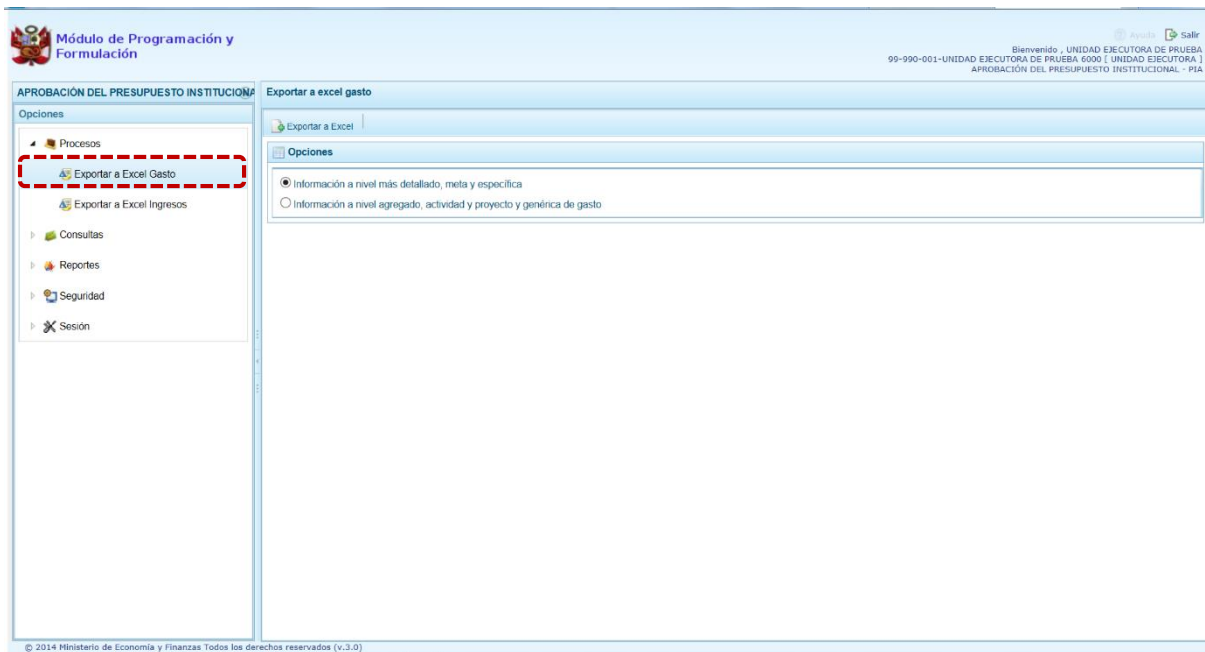 Módulo de Programación y
Formulación
Ayuda Salir
Bienvenido , UNIDAD EJECUTORA DE PRUEBA
99-990-001-UNIDAD EJECUTORA DE PRUEBA 6000 [ UNIDAD EJECUTORA ]
APROBACIÓN DEL PRESUPUESTO INSTITUCIONAL - PIA
APROBACIÓN DEL PRESUPUESTO INSTITUCIONA
Opciones
Procesos
Exportar a Excel Gasto
Exportar a Excel Ingresos
Consultas
Reportes
Seguridad
Sesión
Exportar a excel gasto
Exportar a Excel
Opciones
Información a nivel más detallado, meta y específica
Información a nivel agregado, actividad y proyecto y genérica de gasto
© 2014 Ministerio de Economía y Finanzas Todos los derechos reservados (v.3.0)